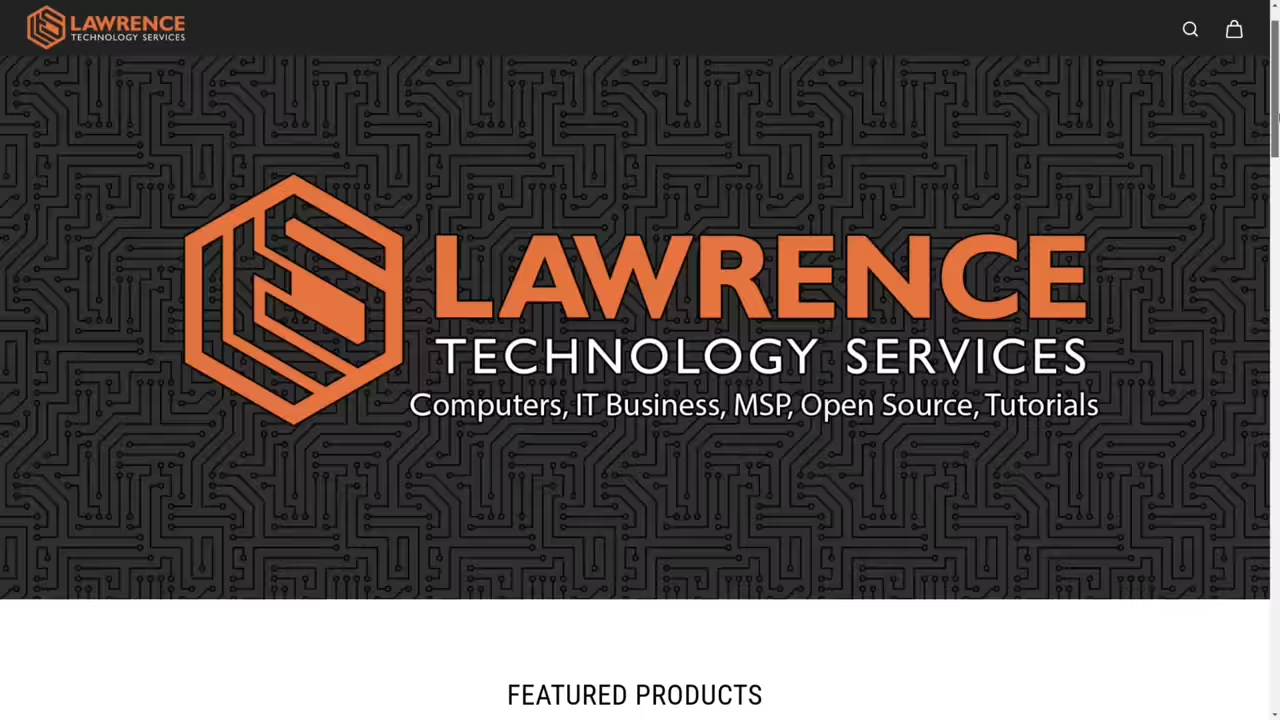 LAWRENCE
TECHNOLOGY SERVICES
LAWRENCE
TECHNOLOGY SERVICES
Computers, IT Business, MSP, Open Source, Tutorials
FEATURED PRODUCTS